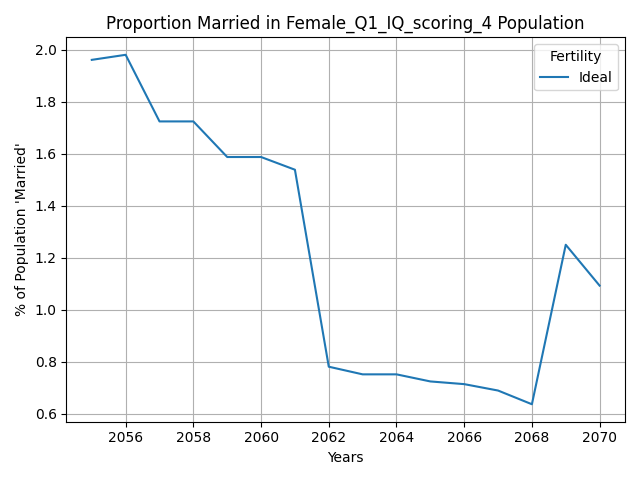 Proportion Married in Female_Q1_IQ_scoring_4 Population
Fertility
Ideal
% of Population 'Married'
2.0
1.8
1.6
1.4
1.2
1.0
0.8
0.6
2056 2058 2060 2062 2064 2066 2068 2070
Years